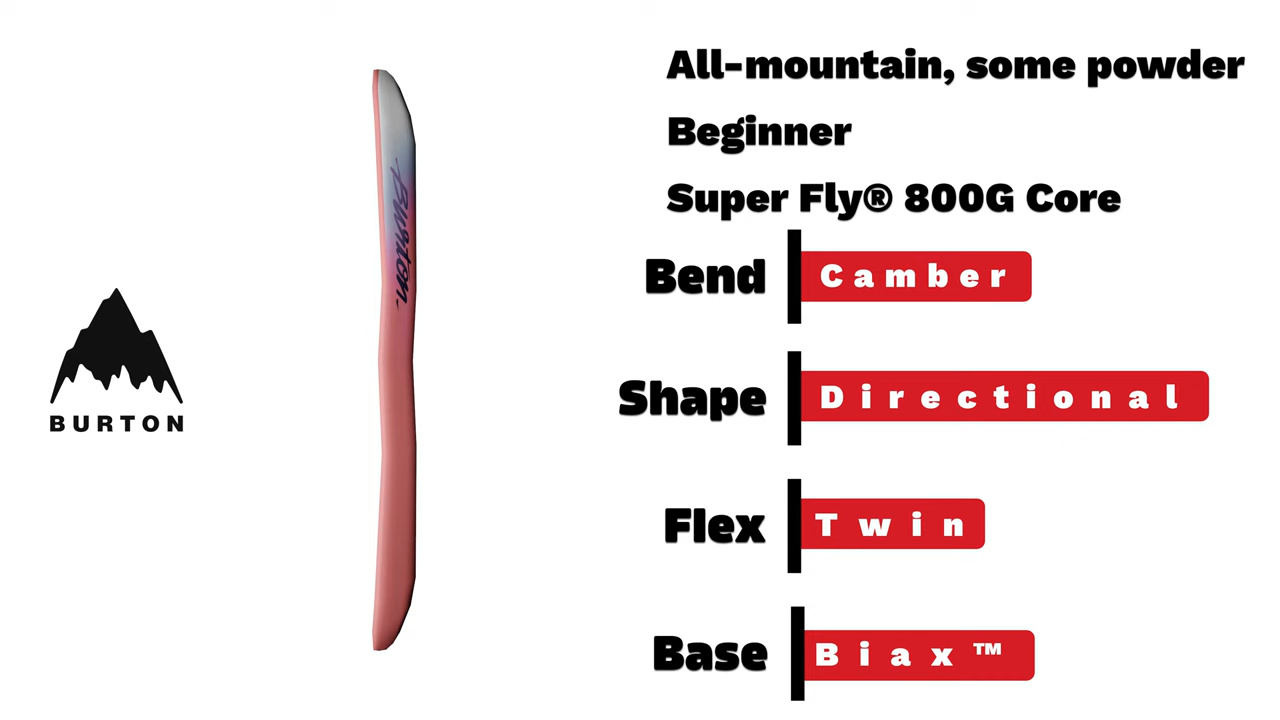 All-mountain, some powder
Beginner
Super Fly® 800G Core
Bend Camber
Shape Directional
Flex Twin
Base Biax™
Burton
BURTON